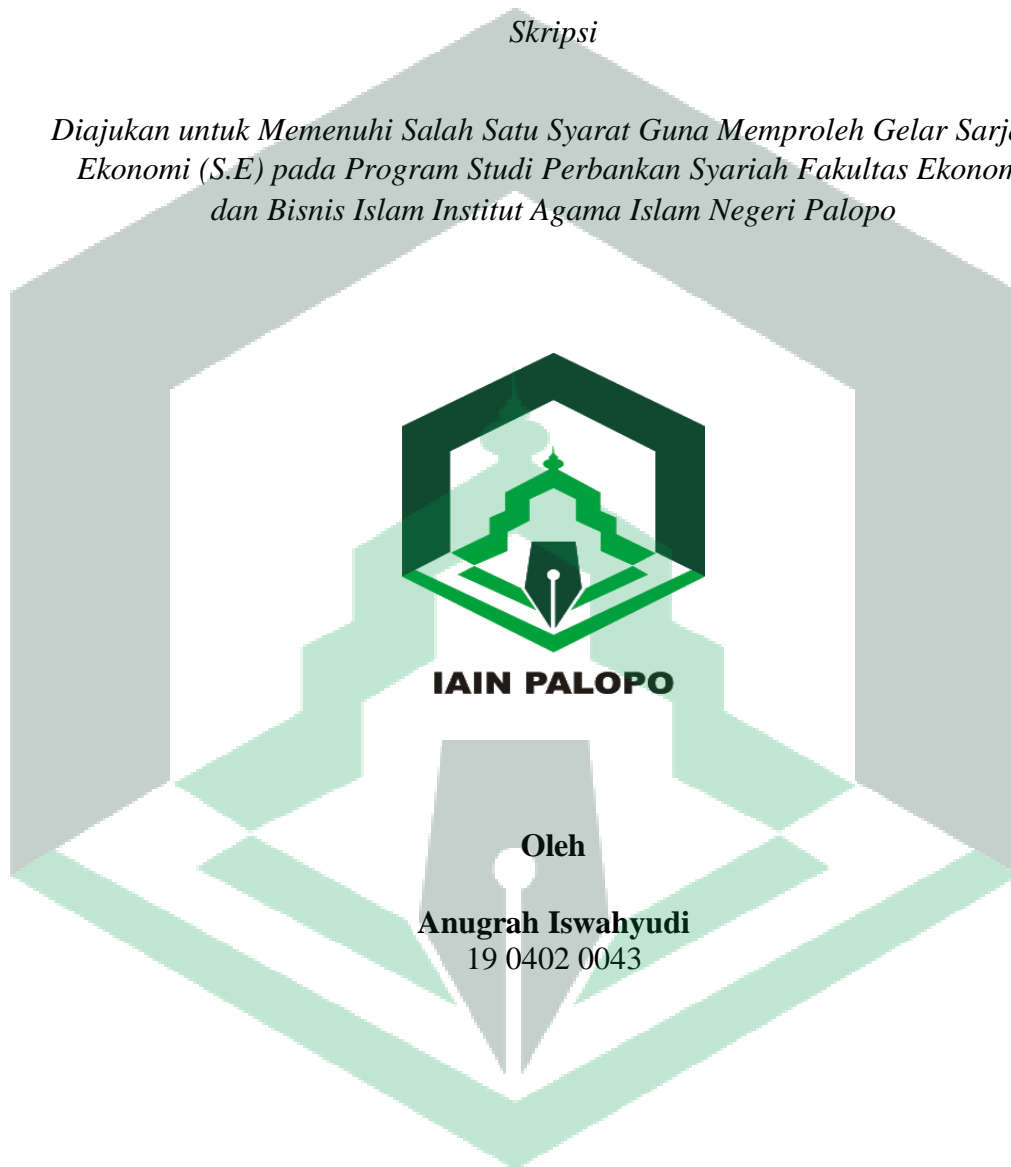 Skripsi
Diajukan untuk Memenuhi Salah Satu Syarat Guna Memproleh Gelar Sarj
Ekonomi (S.E) pada Program Studi Perbankan Syariah Fakultas Ekonom
dan Bisnis Islam Institut Agama Islam Negeri Palopo
IAIN PALOPO
Oleh
Anugrah Iswahyudi
19 0402 0043